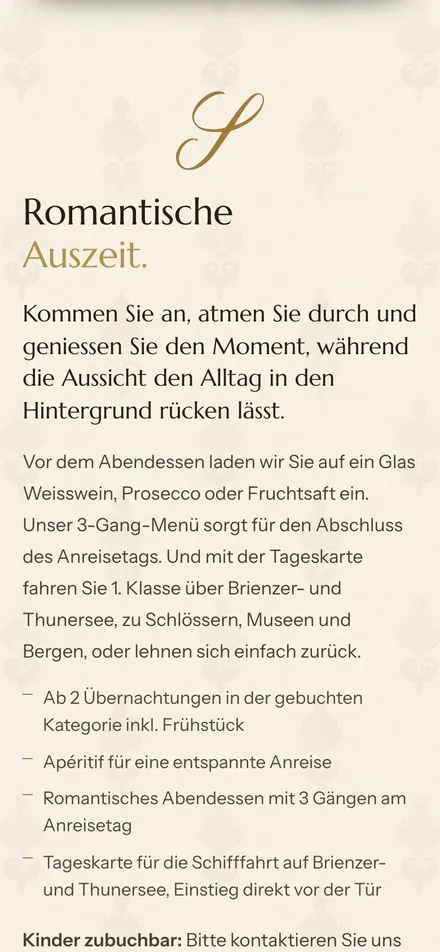 S
Romantische
Auszeit.
Kommen Sie an, atmen Sie durch und
geniessen Sie den Moment, während
die Aussicht den Alltag in den
Hintergrund rücken lässt.
Vor dem Abendessen laden wir Sie auf ein Glas
Weisswein, Prosecco oder Fruchtsaft ein.
Unser 3-Gang-Menü sorgt für den Abschluss
des Anreisetags. Und mit der Tageskarte
fahren Sie 1. Klasse über Brienzer- und
Thunersee, zu Schlössern, Museen und
Bergen, oder lehnen sich einfach zurück.
– Ab 2 Übernachtungen in der gebuchten
Kategorie inkl. Frühstück
– Apéritif für eine entspannte Anreise
– Romantisches Abendessen mit 3 Gängen am
Anreisetag
– Tageskarte für die Schifffahrt auf Brienzer-
und Thunersee, Einstieg direkt vor der Tür
Kinder zubuchbar: Bitte kontaktieren Sie uns